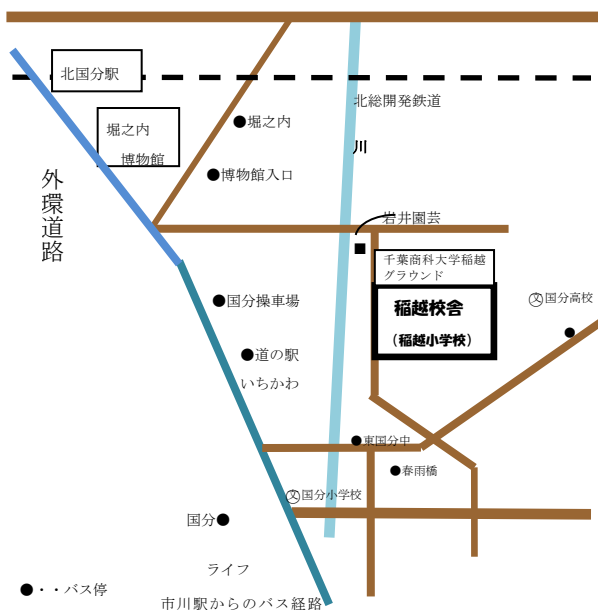 北国分駅
北総開発鉄道
堀之内
博物館
●堀之内
川
●博物館入口
外環道路
岩井園芸
千葉商科大学稲越
グラウンド
稲越校舎
（稲越小学校）
㊛国分高校
●国分操車場
●道の駅
いちかわ
●東国分中
●春雨橋
文国分小学校
国分●
ライフ
●・・バス停
市川駅からのバス経路